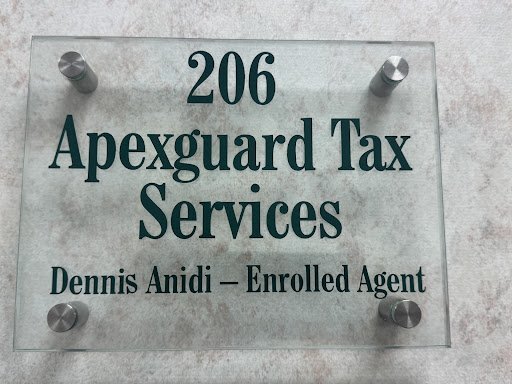 206
Apexguard Tax
Services
Dennis Anidi – Enrolled Agent